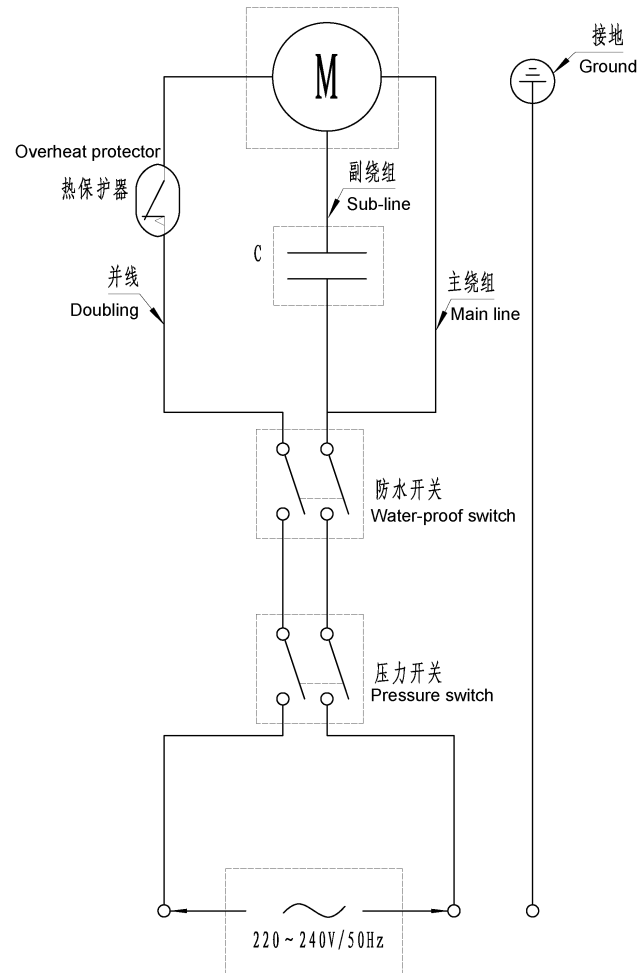 M
接地
Ground
Overheat protector
热保护器
副绕组
Sub-line
C
并线
Doubling
主绕组
Main line
防水开关
Water-proof switch
压力开关
Pressure switch
220~240V/50Hz